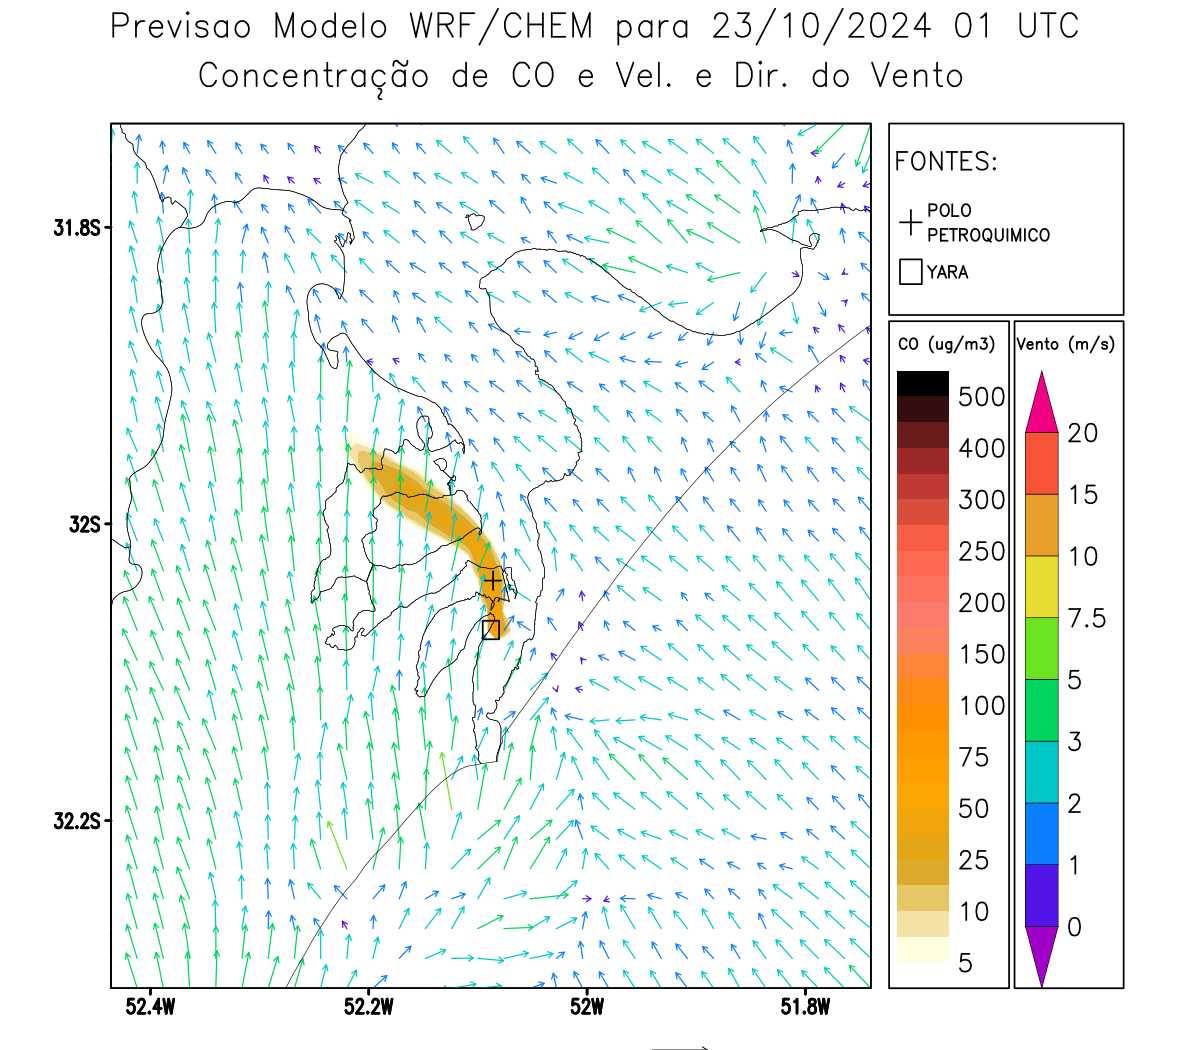 Previsao Modelo WRF/CHEM para 23/10/2024 01 UTC
Concentração de CO e Vel. e Dir. do Vento
FONTES:
POLO
PETROQUIMICO
YARA
CO (ug/m3)
500
400
300
250
200
150
100
75
50
25
10
5
Vento (m/s)
20
15
10
7.5
5
3
2
1
0
31.8S
32S
32.2S
52.4W
52.2W
52W
51.8W